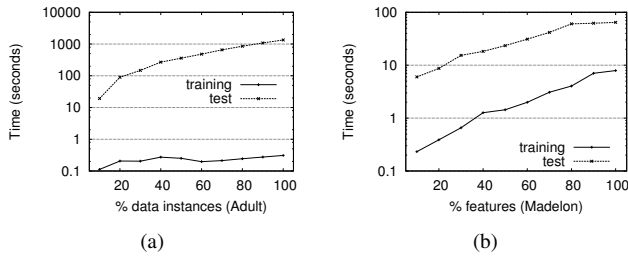 Time (seconds)
10000
1000
100
10
1
0.1
training
test
20 40 60 80 100
% data instances (Adult)
(a)
Time (seconds)
100
10
1
0.1
training
test
20 40 60 80 100
% features (Madelon)
(b)